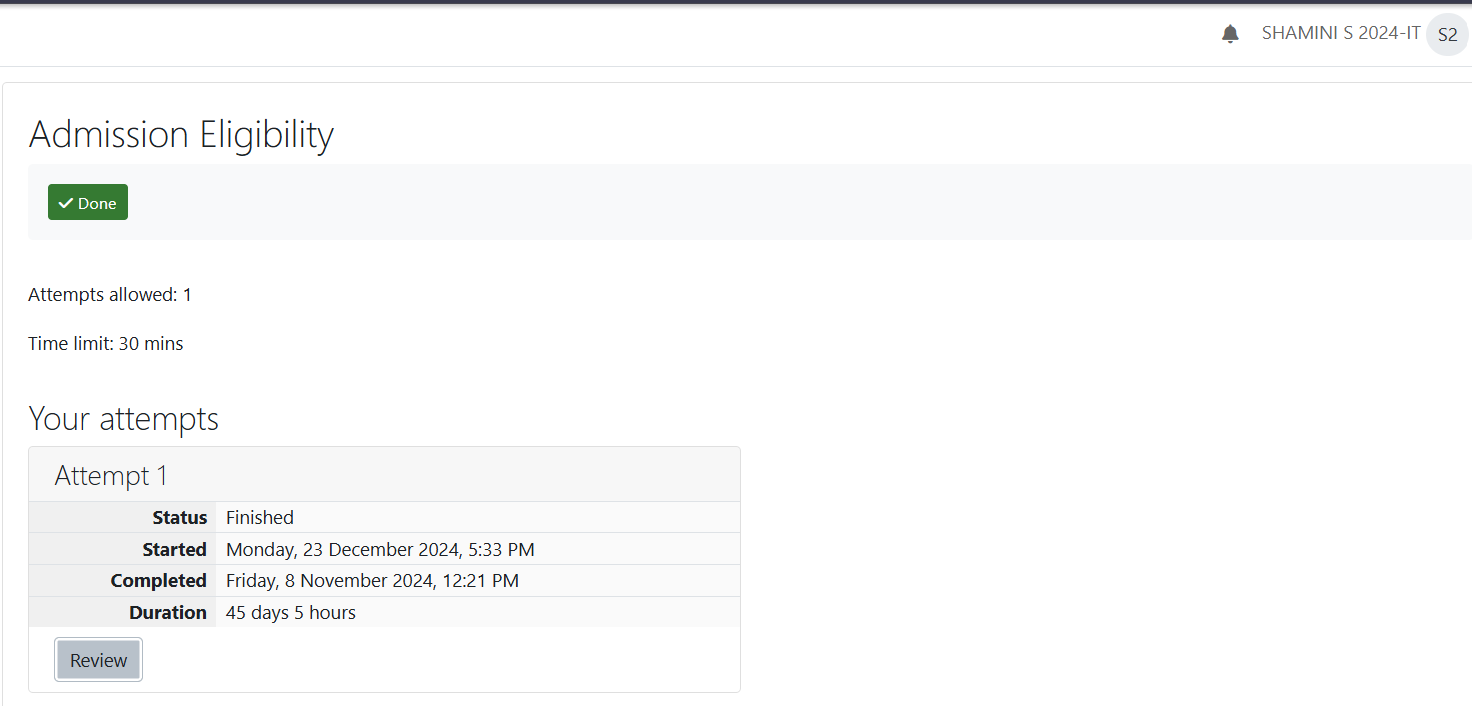 SHAMINI S 2024-IT S2
Admission Eligibility
Done
Attempts allowed: 1
Time limit: 30 mins
Your attempts
Attempt 1
Status Finished
Started Monday, 23 December 2024, 5:33 PM
Completed Friday, 8 November 2024, 12:21 PM
Duration 45 days 5 hours
Review